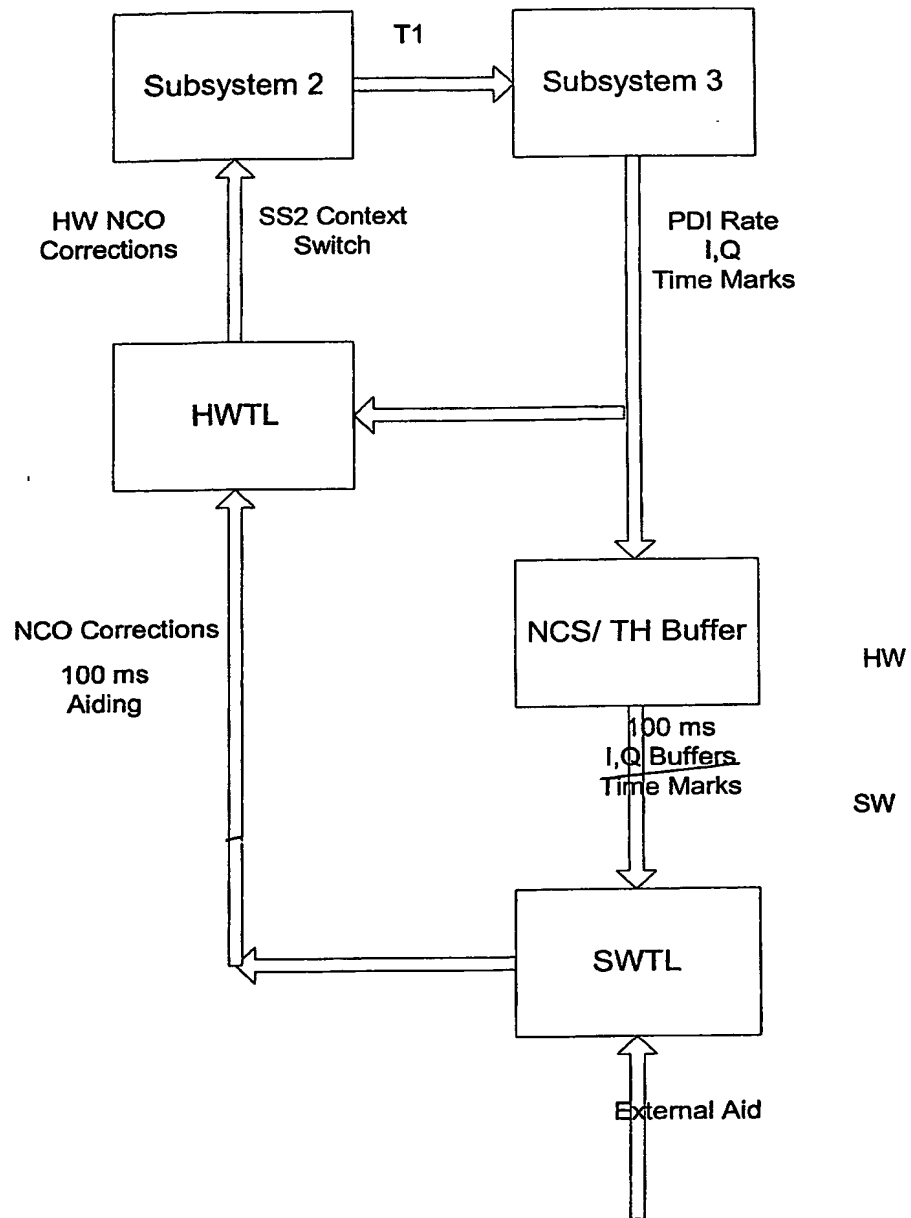 T1
Subsystem 2
Subsystem 3
HW NCO
Corrections
SS2 Context
Switch
PDI Rate
I,Q
Time Marks
HWTL
NCO Corrections
100 ms
Aiding
NCS/ TH Buffer
HW
100 ms
I,Q Buffers
Time Marks
SW
SWTL
External Aid